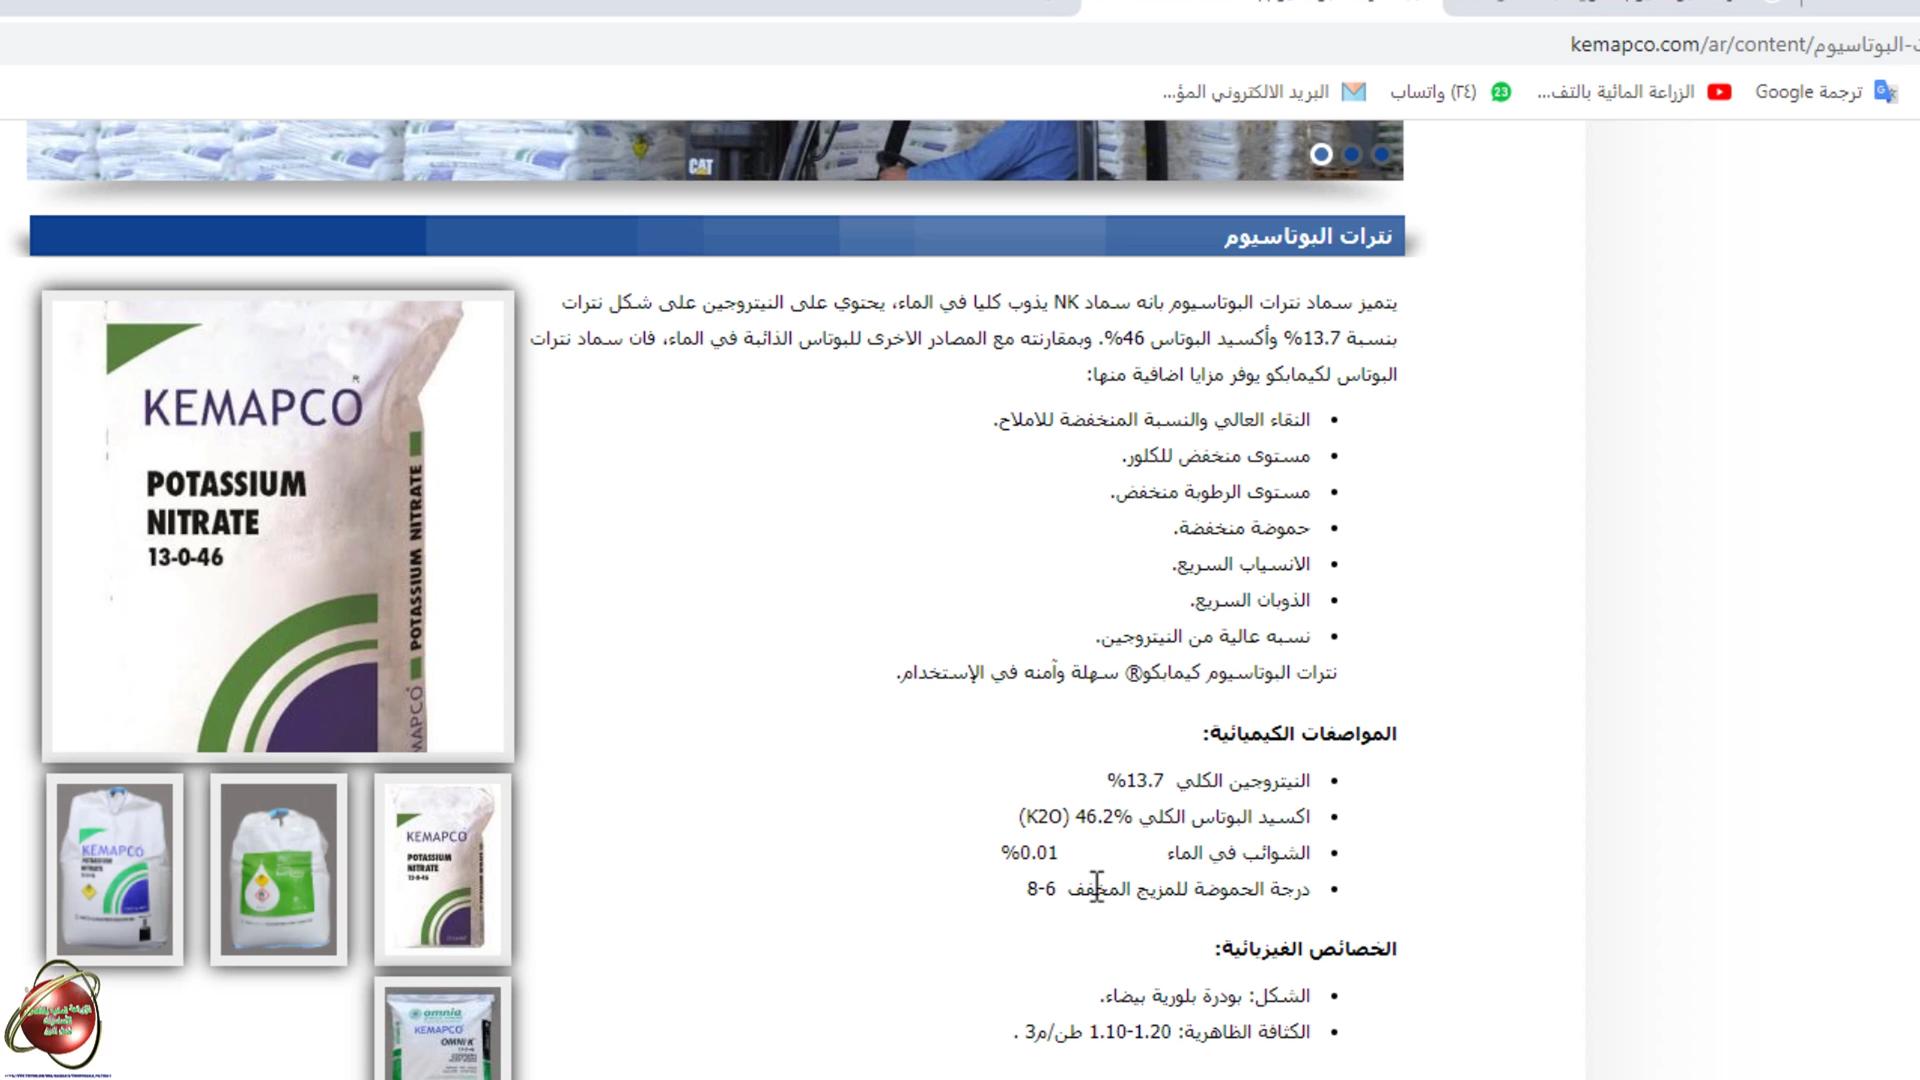 kemapco.com/ar/content/
ترجمة Google
الزراعة المائية بالتف...
(٢٤) واتساب
البريد الالكتروني المؤ...
CAT
نترات البوتاسيوم
يتميز سماد نترات البوتاسيوم بانه سماد NK يذوب كليا في الماء، يحتوي على النيتروجين على شكل نترات
بنسبة 13.7% وأكسيد البوتاس 46%. وبمقارنته مع المصادر الاخرى للبوتاس الذائبة في الماء، فان سماد نترات
البوتاس لكيمابكو يوفر مزايا اضافية منها:
النقاء العالي والنسبة المنخفضة للاملاح.
مستوى منخفض للكلور.
مستوى الرطوبة منخفض.
حموضة منخفضة.
الانسياب السريع.
الذوبان السريع.
نسبه عالية من النيتروجين.
نترات البوتاسيوم كيمابكو® سهلة وآمنه في الإستخدام.
المواصفات الكيميائية:
النيتروجين الكلي 13.7%
اكسيد البوتاس الكلي 46.2% (K2O)
الشوائب في الماء 0.01%
درجة الحموضة للمزيج المخفف 6-8
الخصائص الفيزيائية:
الشكل: بودرة بلورية بيضاء.
الكثافة الظاهرية: 1.10-1.20 طن/م3 .
KEMAPCO®
POTASSIUM
NITRATE
13-0-46
POTASSIUM NITRATE
KEMAPCO
KEMAPCO
POTASSIUM
NITRATE
13-0-46
omnia
KEMAPCO
OMNI K